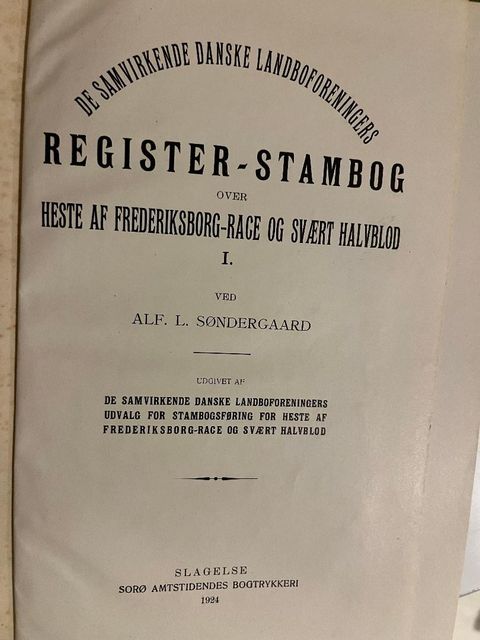 DE SAMVIRKENDE DANSKE LANDBOFORENINGERS
REGISTER-STAMBOG
OVER
HESTE AF FREDERIKSBORG-RACE OG SVÆRT HALVBLOD
I.
VED
ALF. L. SØNDERGAARD
UDGIVET AF
DE SAMVIRKENDE DANSKE LANDBOFORENINGERS
UDVALG FOR STAMBOGSFØRING FOR HESTE AF
FREDERIKSBORG-RACE OG SVÆRT HALVBLOD
SLAGELSE
SORØ AMTSTIDENDES BOGTRYKKERI
1924